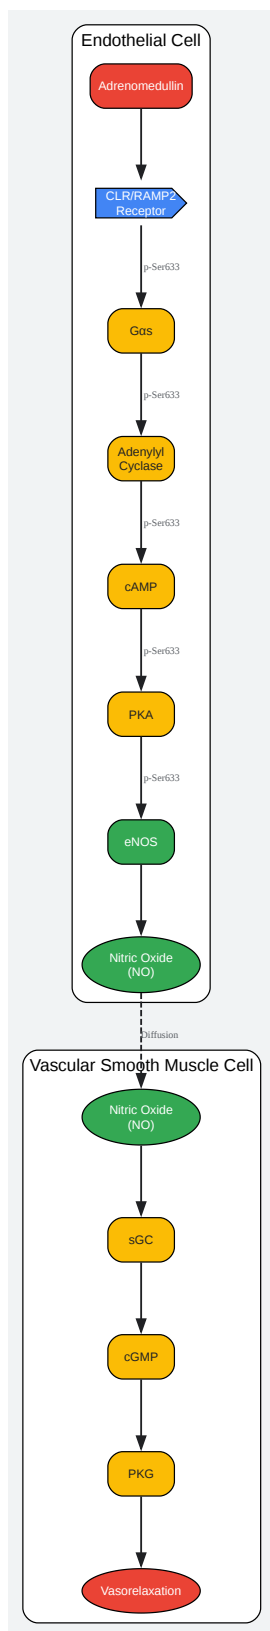 Endothelial Cell
Adrenomedullin
CLR/RAMP2
Receptor
p-Ser633
Gαs
p-Ser633
Adenylyl
Cyclase
p-Ser633
cAMP
p-Ser633
PKA
p-Ser633
eNOS
Nitric Oxide
(NO)
Diffusion
Vascular Smooth Muscle Cell
Nitric Oxide
(NO)
sGC
cGMP
PKG
Vasorelaxation